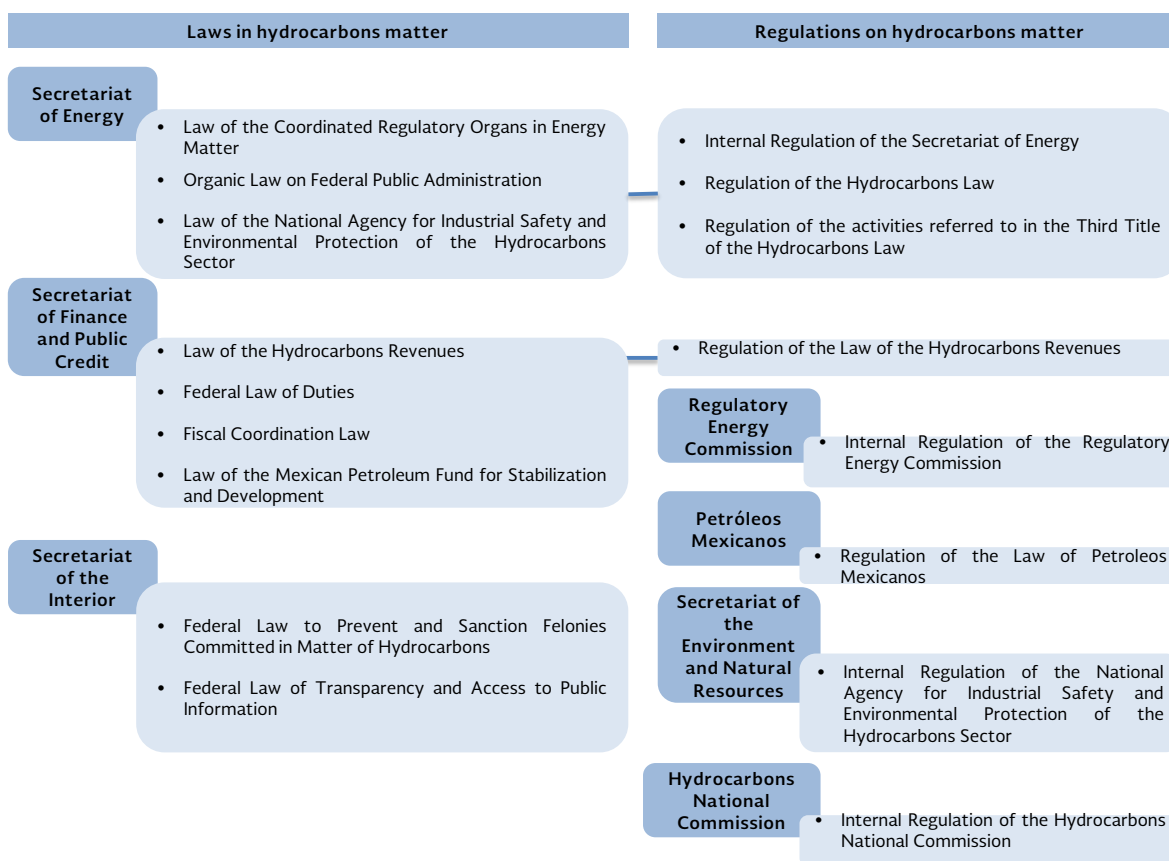 Laws in hydrocarbons matter
Secretariat
of Energy
• Law of the Coordinated Regulatory Organs in Energy
Matter
• Organic Law on Federal Public Administration
• Law of the National Agency for Industrial Safety and
Environmental Protection of the Hydrocarbons
Sector
Secretariat
of Finance
and Public
Credit
• Law of the Hydrocarbons Revenues
• Federal Law of Duties
• Fiscal Coordination Law
• Law of the Mexican Petroleum Fund for Stabilization
and Development
Secretariat
of the
Interior
• Federal Law to Prevent and Sanction Felonies
Committed in Matter of Hydrocarbons
• Federal Law of Transparency and Access to Public
Information
Regulations on hydrocarbons matter
• Internal Regulation of the Secretariat of Energy
• Regulation of the Hydrocarbons Law
• Regulation of the activities referred to in the Third Title
of the Hydrocarbons Law
• Regulation of the Law of the Hydrocarbons Revenues
Regulatory
Energy
Commission
• Internal Regulation of the Regulatory
Energy Commission
Petróleos
Mexicanos
• Regulation of the Law of Petroleos
Mexicanos
Secretariat of
the
Environment
and Natural
Resources
• Internal Regulation of the National
Agency for Industrial Safety and
Environmental Protection of the
Hydrocarbons Sector
Hydrocarbons
National
Commission
• Internal Regulation of the Hydrocarbons
National Commission